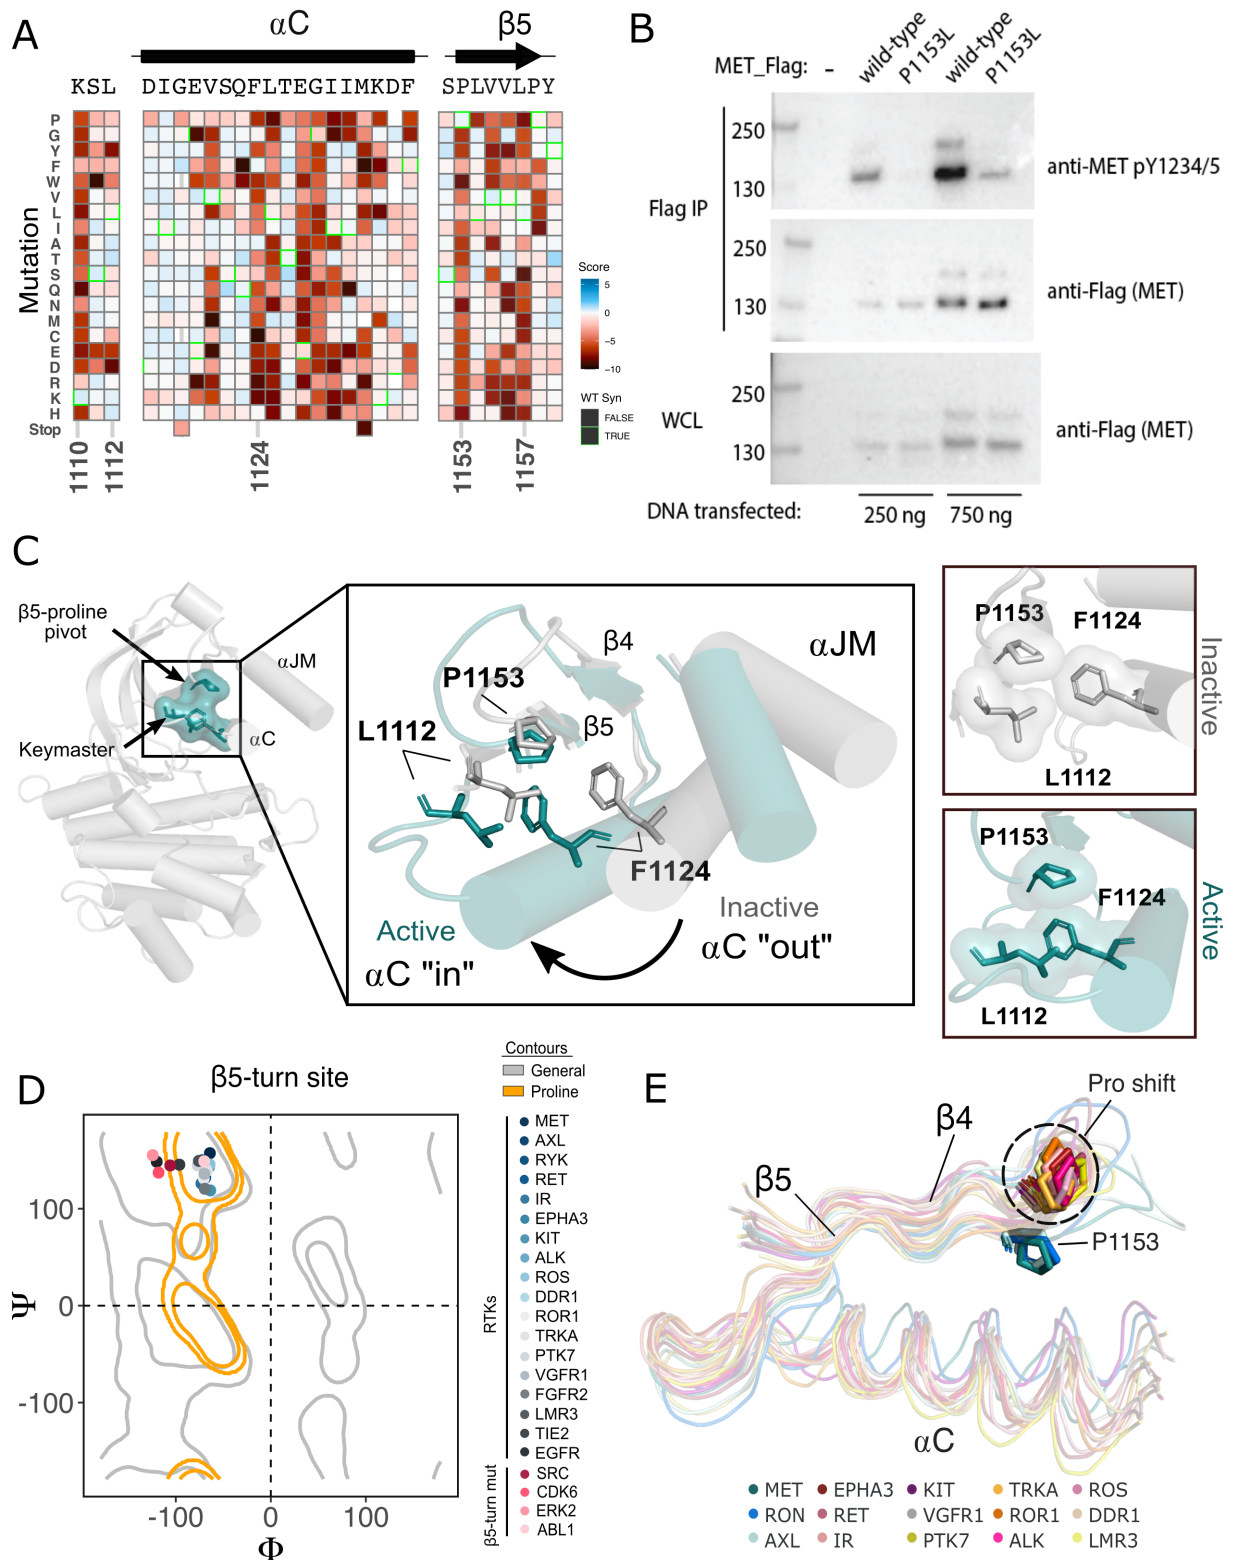 A
αC
β5
KSL
DIGEVSQFLTEGIIMKDF
SPLVVLPY
Mutation
P
G
Y
F
W
V
L
I
A
T
S
Q
N
M
C
E
D
R
K
H
Stop
1110
1112
1124
1153
1157
Score
5
0
−5
−10
WT Syn
FALSE
TRUE
B
MET_Flag:
-
wild-type
P1153L
wild-type
P1153L
Flag IP
250
130
anti-MET pY1234/5
250
130
anti-Flag (MET)
WCL
250
130
anti-Flag (MET)
DNA transfected:
250 ng
750 ng
C
β5-proline
pivot
αJM
Keymaster
αC
β4
αJM
P1153
L1112
β5
F1124
Active
αC "in"
Inactive
αC "out"
P1153
F1124
L1112
Inactive
P1153
F1124
L1112
Active
D
β5-turn site
Ψ
100
0
-100
-100
0
100
Φ
Contours
General
Proline
RTKs
MET
AXL
RYK
RET
IR
EPHA3
KIT
ALK
ROS
DDR1
ROR1
TRKA
PTK7
VGFR1
FGFR2
LMR3
TIE2
EGFR
β5-turn mut
SRC
CDK6
ERK2
ABL1
E
Pro shift
β4
β5
P1153
αC
MET EPHA3 KIT TRKA ROS
RON RET VGFR1 ROR1 DDR1
AXL IR PTK7 ALK LMR3